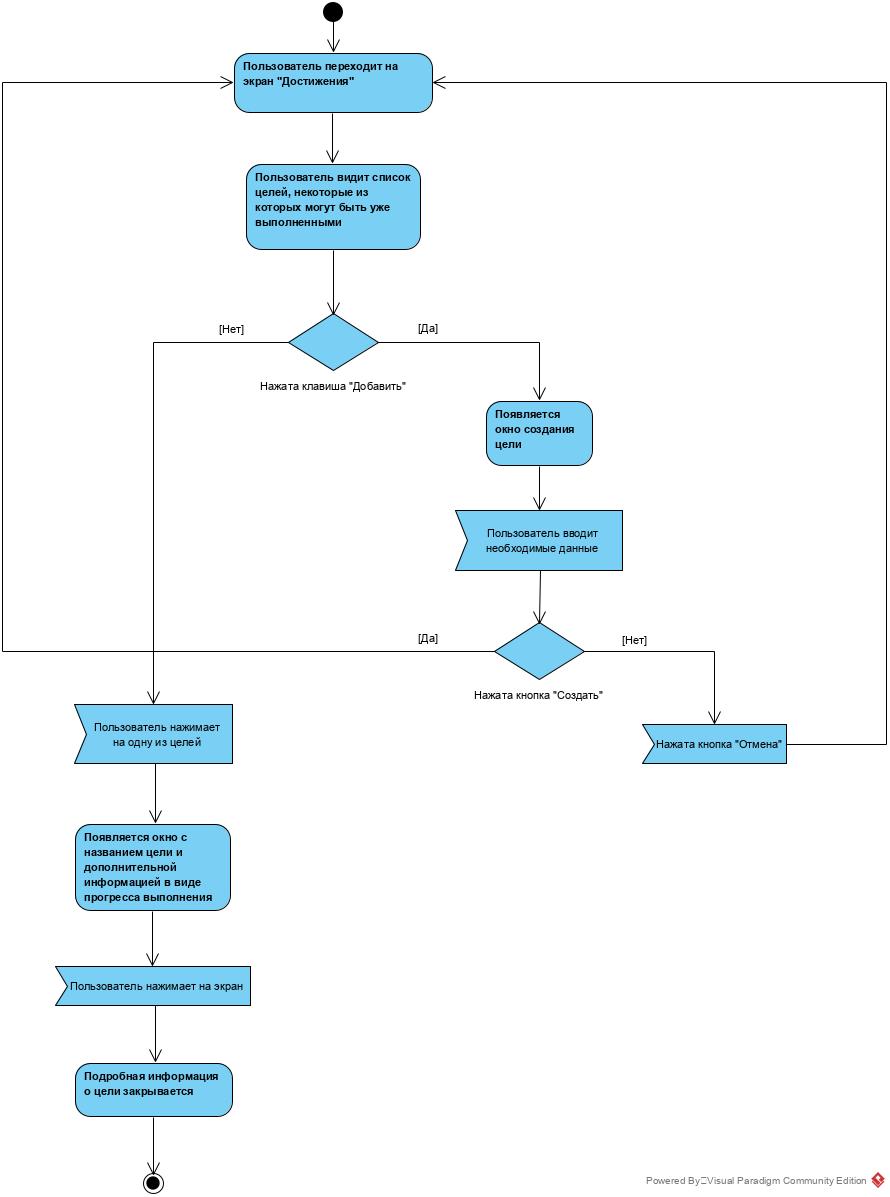 Пользователь переходит на
экран "Достижения"
Пользователь видит список
целей, некоторые из
которых могут быть уже
выполненными
[Нет]
[Да]
Нажата клавиша "Добавить"
Появляется
окно создания
цели
Пользователь вводит
необходимые данные
[Да]
[Нет]
Нажата кнопка "Создать"
Пользователь нажимает
на одну из целей
Нажата кнопка "Отмена"
Появляется окно с
названием цели и
дополнительной
информацией в виде
прогресса выполнения
Пользователь нажимает на экран
Подробная информация
о цели закрывается
Powered By Visual Paradigm Community Edition